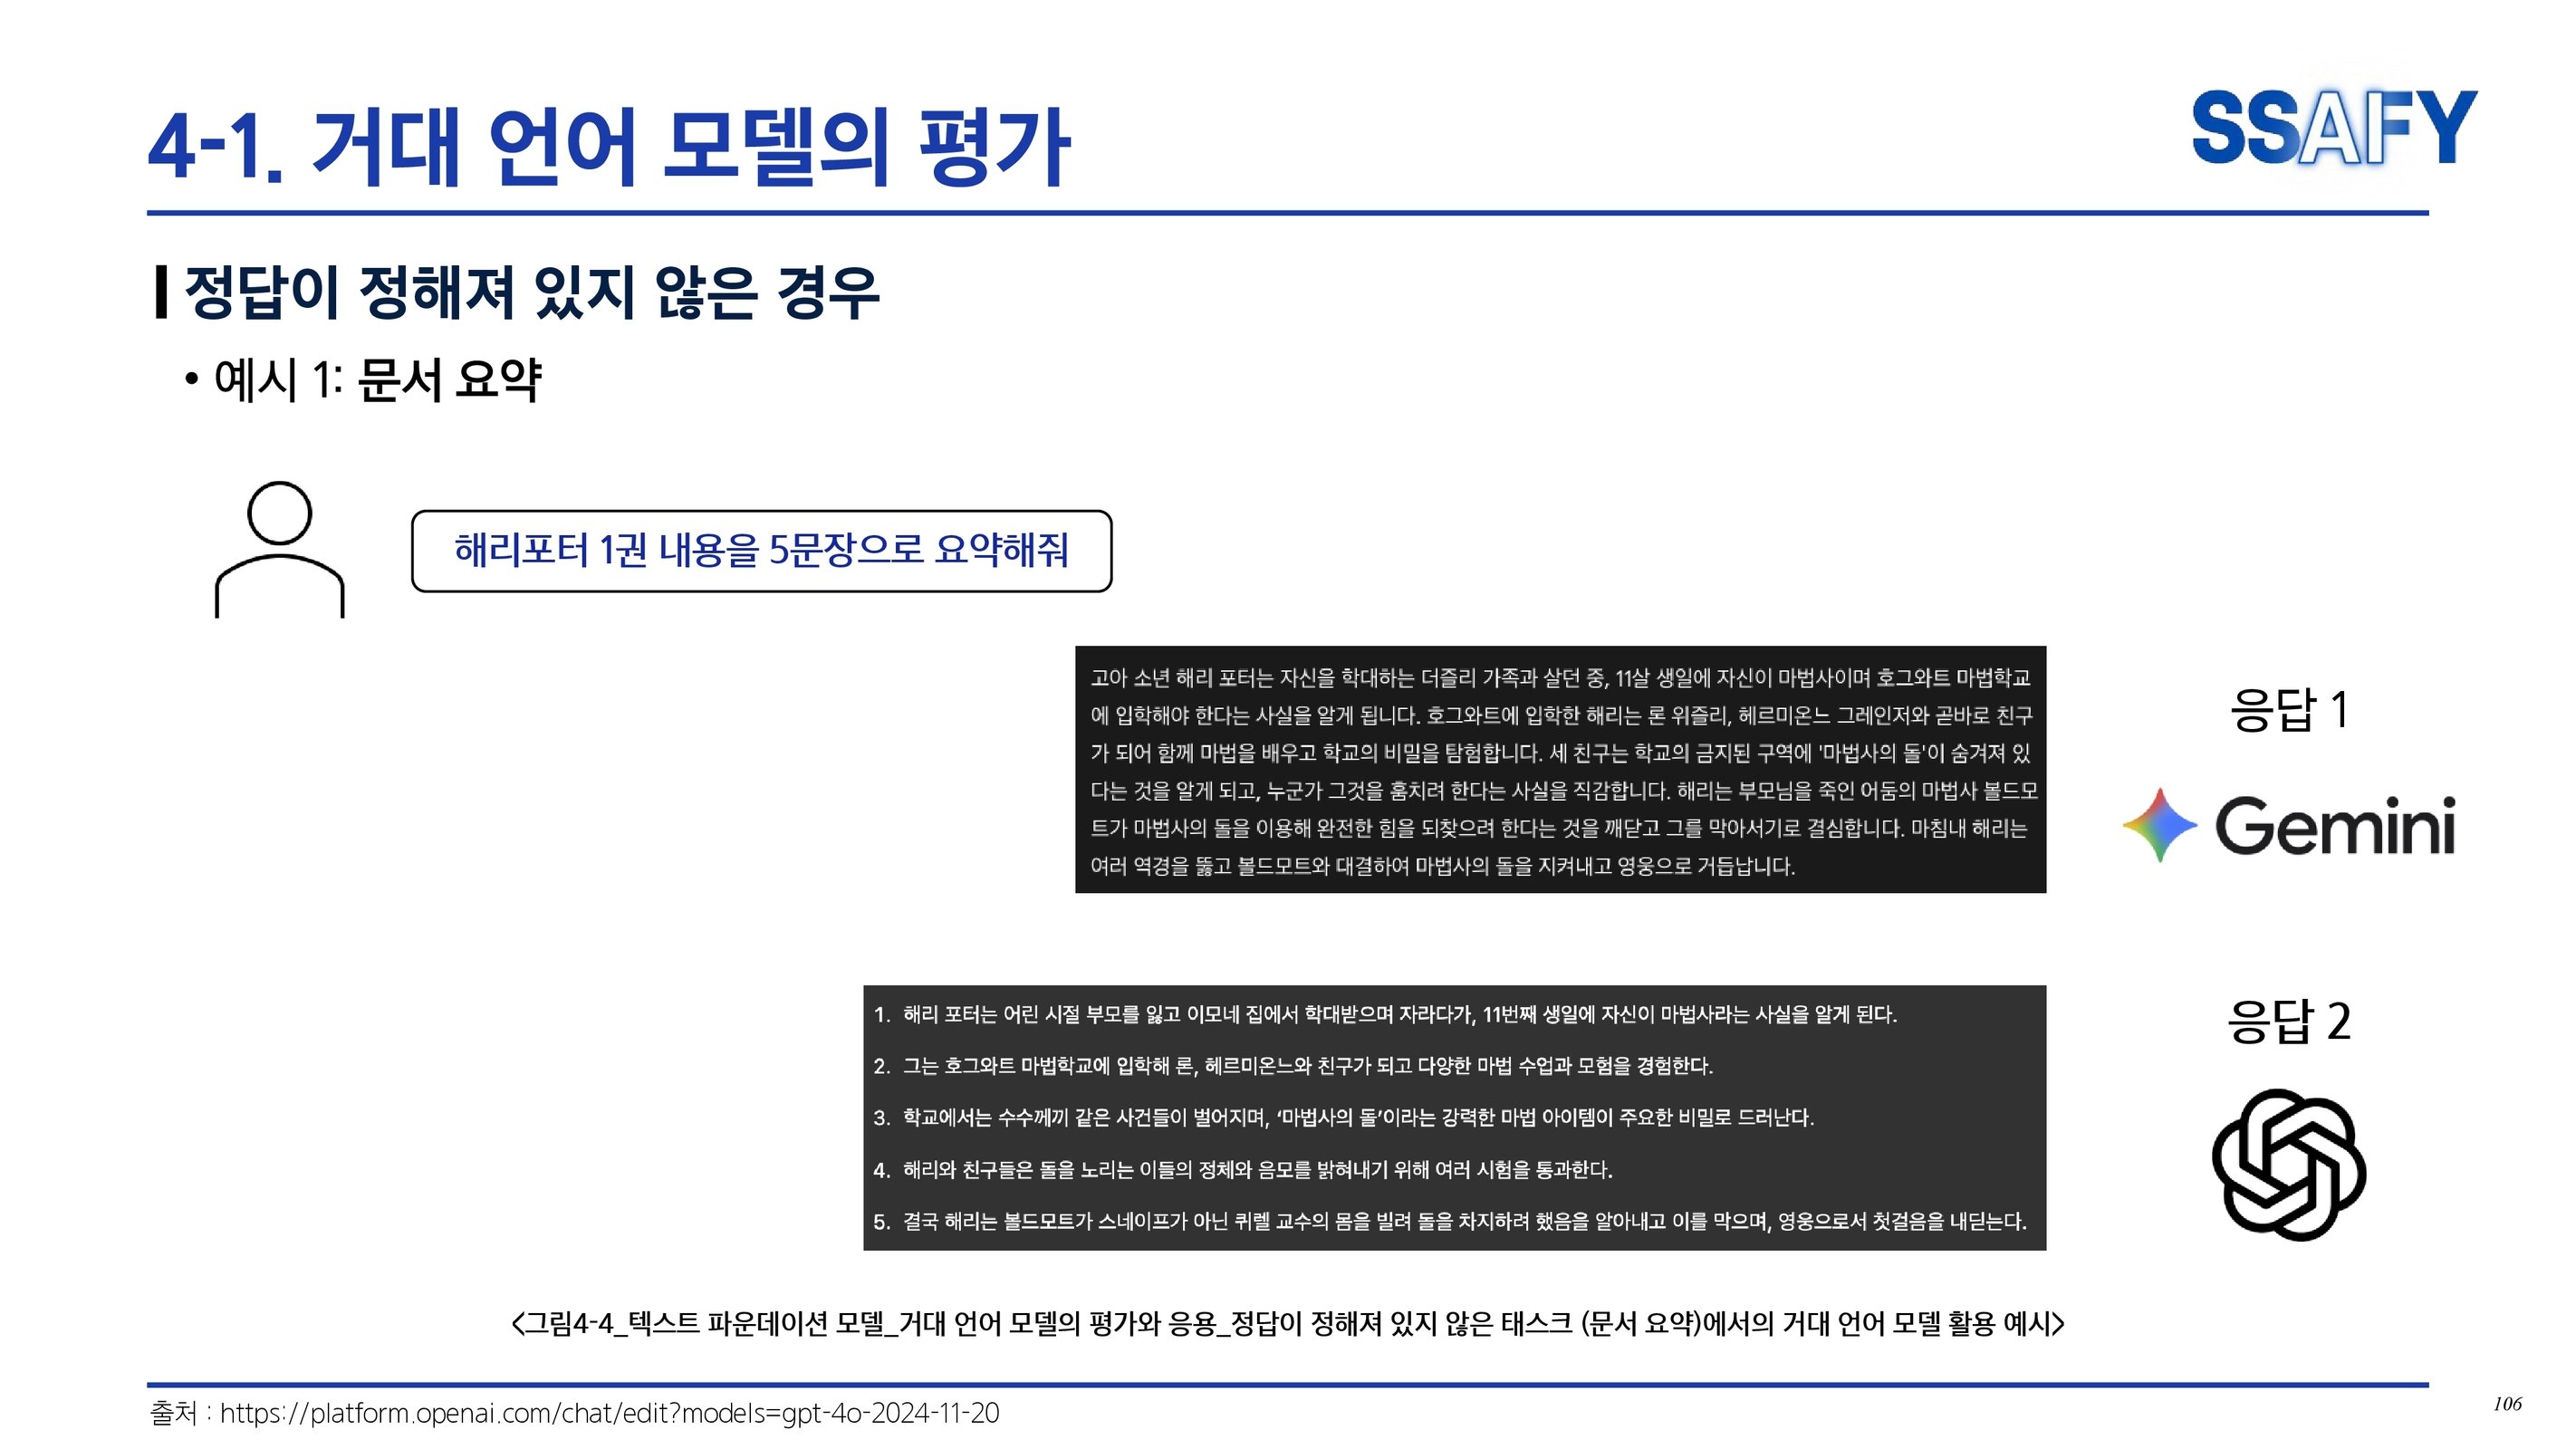 4-1. 거대 언어 모델의 평가
SSAFY
정답이 정해져 있지 않은 경우
• 예시 1: 문서 요약
해리포터 1권 내용을 5문장으로 요약해줘
고아 소년 해리 포터는 자신을 학대하는 더즐리 가족과 살던 중, 11살 생일에 자신이 마법사이며 호그와트 마법학교
에 입학해야 한다는 사실을 알게 됩니다. 호그와트에 입학한 해리는 론 위즐리, 헤르미온느 그레인저와 곧바로 친구
가 되어 함께 마법을 배우고 학교의 비밀을 탐험합니다. 세 친구는 학교의 금지된 구역에 '마법사의 돌'이 숨겨져 있
다는 것을 알게 되고, 누군가 그것을 훔치려 한다는 사실을 직감합니다. 해리는 부모님을 죽인 어둠의 마법사 볼드모
트가 마법사의 돌을 이용해 완전한 힘을 되찾으려 한다는 것을 깨닫고 그를 막아서기로 결심합니다. 마침내 해리는
여러 역경을 뚫고 볼드모트와 대결하여 마법사의 돌을 지켜내고 영웅으로 거듭납니다.
응답 1
Gemini
1. 해리 포터는 어린 시절 부모를 잃고 이모네 집에서 학대받으며 자라다가, 11번째 생일에 자신이 마법사라는 사실을 알게 된다.
2. 그는 호그와트 마법학교에 입학해 론, 헤르미온느와 친구가 되고 다양한 마법 수업과 모험을 경험한다.
3. 학교에서는 수수께끼 같은 사건들이 벌어지며, ‘마법사의 돌’이라는 강력한 마법 아이템이 주요한 비밀로 드러난다.
4. 해리와 친구들은 돌을 노리는 이들의 정체와 음모를 밝혀내기 위해 여러 시험을 통과한다.
5. 결국 해리는 볼드모트가 스네이프가 아닌 퀴렐 교수의 몸을 빌려 돌을 차지하려 했음을 알아내고 이를 막으며, 영웅으로서 첫걸음을 내딛는다.
응답 2
<그림4-4_텍스트 파운데이션 모델_거대 언어 모델의 평가와 응용_정답이 정해져 있지 않은 태스크 (문서 요약)에서의 거대 언어 모델 활용 예시>
출처 : https://platform.openai.com/chat/edit?models=gpt-4o-2024-11-20
106